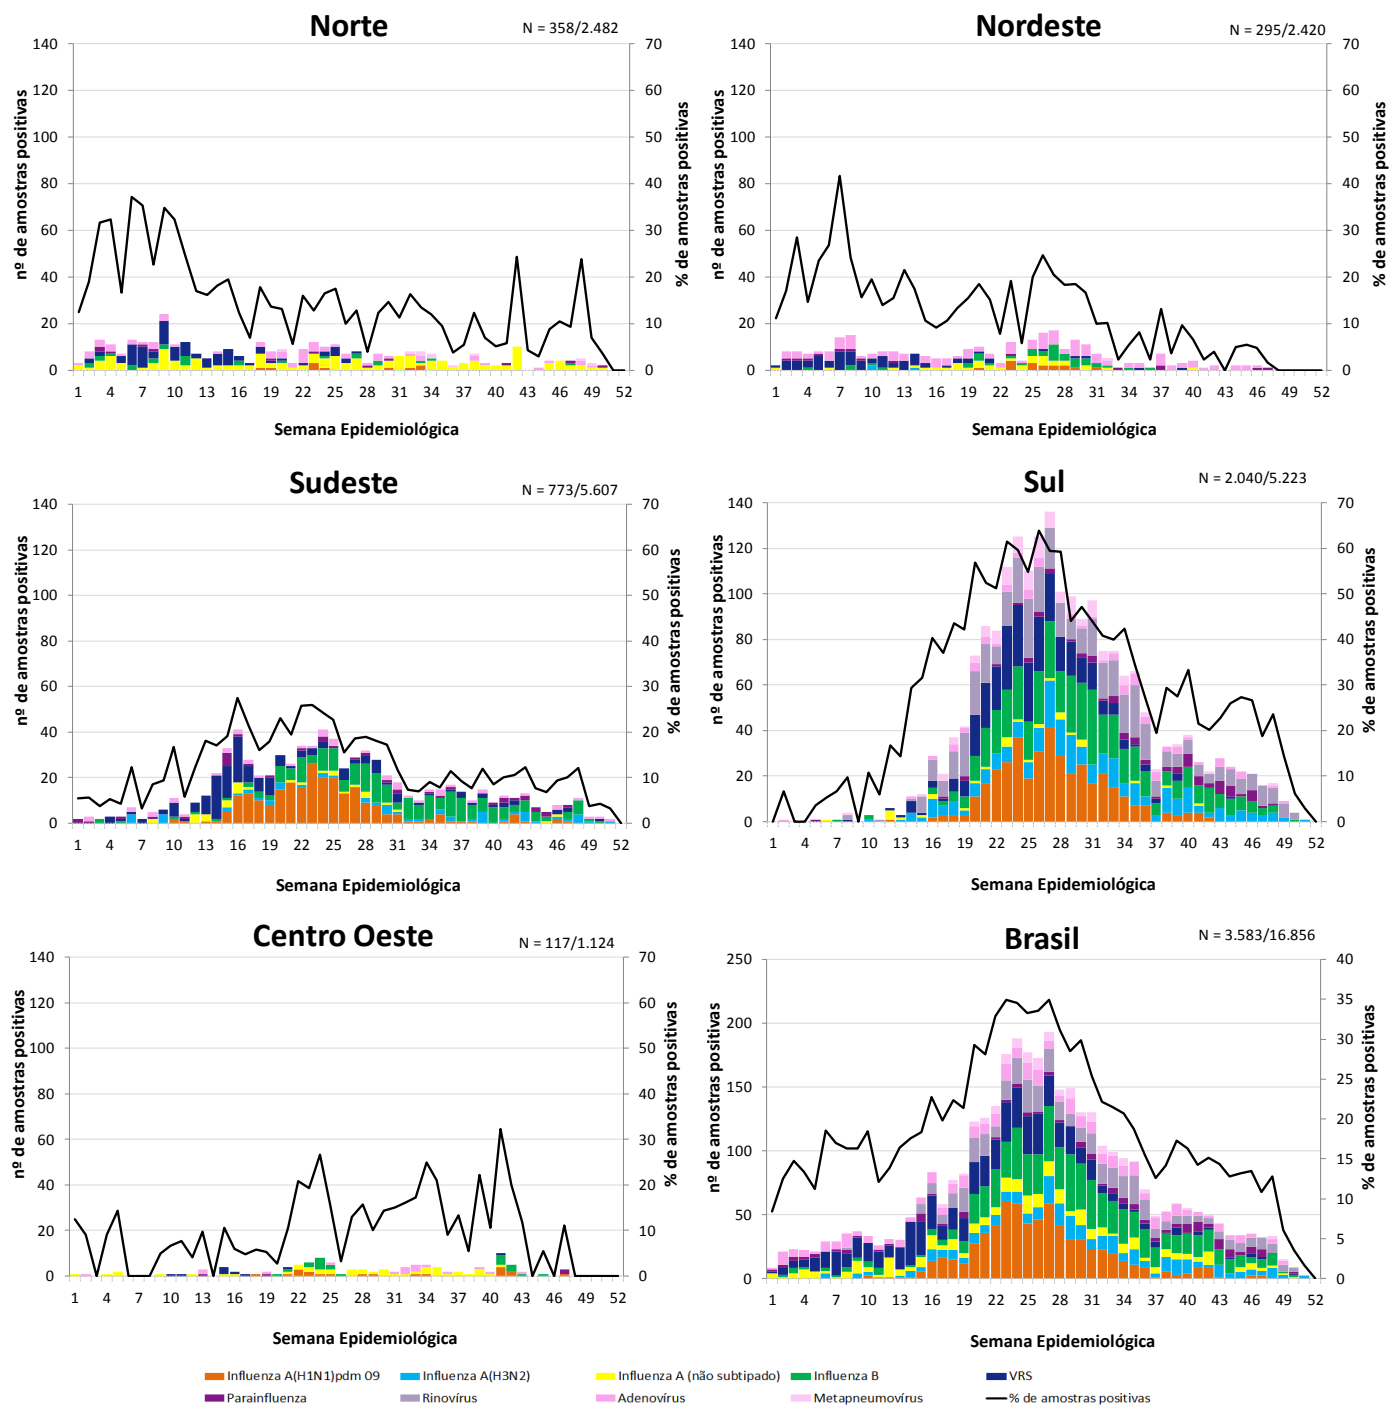 Norte
N = 358/2.482
nº de amostras positivas
140
120
100
80
60
40
20
0
70
60
50
40
30
20
10
0
% de amostras positivas
1 4 7 10 13 16 19 22 25 28 31 34 37 40 43 46 49 52
Semana Epidemiológica
Nordeste
N = 295/2.420
nº de amostras positivas
140
120
100
80
60
40
20
0
70
60
50
40
30
20
10
0
% de amostras positivas
1 4 7 10 13 16 19 22 25 28 31 34 37 40 43 46 49 52
Semana Epidemiológica
Sudeste
N = 773/5.607
nº de amostras positivas
140
120
100
80
60
40
20
0
70
60
50
40
30
20
10
0
% de amostras positivas
1 4 7 10 13 16 19 22 25 28 31 34 37 40 43 46 49 52
Semana Epidemiológica
Sul
N = 2.040/5.223
nº de amostras positivas
140
120
100
80
60
40
20
0
70
60
50
40
30
20
10
0
% de amostras positivas
1 4 7 10 13 16 19 22 25 28 31 34 37 40 43 46 49 52
Semana Epidemiológica
Centro Oeste
N = 117/1.124
nº de amostras positivas
140
120
100
80
60
40
20
0
70
60
50
40
30
20
10
0
% de amostras positivas
1 4 7 10 13 16 19 22 25 28 31 34 37 40 43 46 49 52
Semana Epidemiológica
Brasil
N = 3.583/16.856
nº de amostras positivas
250
200
150
100
50
0
40
35
30
25
20
15
10
5
0
% de amostras positivas
1 4 7 10 13 16 19 22 25 28 31 34 37 40 43 46 49 52
Semana Epidemiológica
Influenza A(H1N1)pdm 09 Influenza A(H3N2) Influenza A (não subtipado) Influenza B VRS
Parainfluenza Rinovírus Adenovírus Metapneumovírus % de amostras positivas